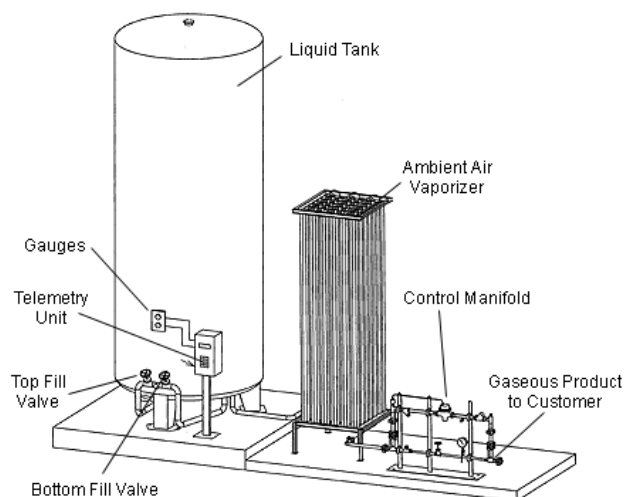 Liquid Tank
Ambient Air
Vaporizer
Gauges
Telemetry
Unit
Control Manifold
Top Fill
Valve
Gaseous Product
to Customer
Bottom Fill Valve